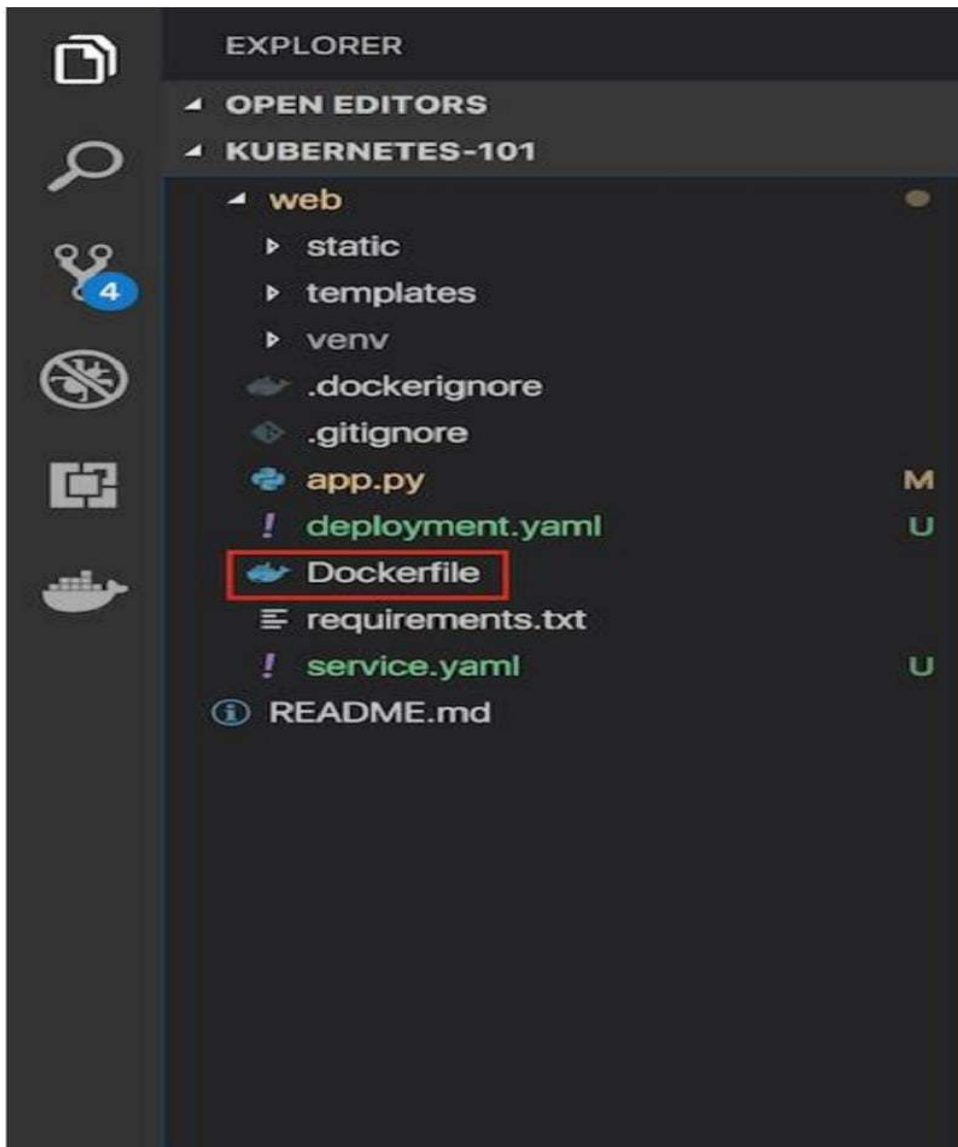 EXPLORER
OPEN EDITORS
KUBERNETES-101
web
static
templates
4
venv
.dockerignore
.gitignore
app.py M
deployment.yaml U
Dockerfile
requirements.txt
service.yaml U
README.md